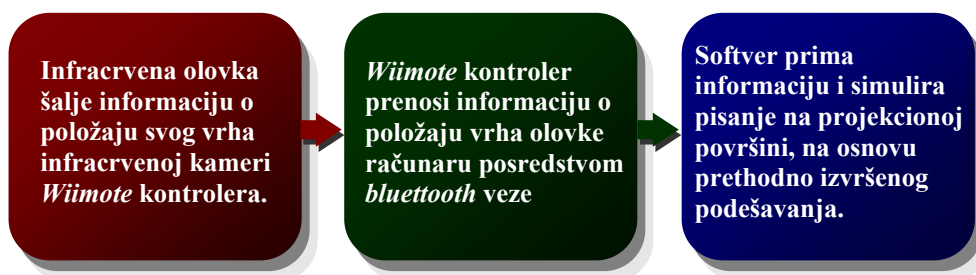 Infracrvena olovka
šalje informaciju o
položaju svog vrha
infracrvenoj kameri
Wiimote kontrolera.
Wiimote kontroler
prenosi informaciju o
položaju vrha olovke
računaru posredstvom
bluettooth veze
Softver prima
informaciju i simulira
pisanje na projekcionoj
površini, na osnovu
prethodno izvršenog
podešavanja.